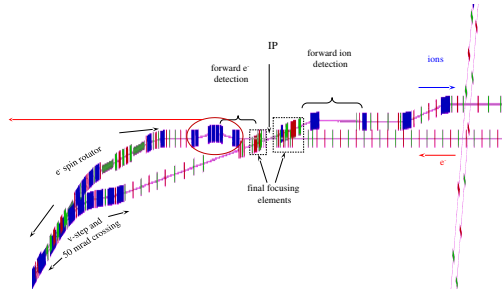 IP
forward e-
detection
forward ion
detection
ions
e- spin rotator
e-
final focusing
elements
v-step and
50 mrad crossing